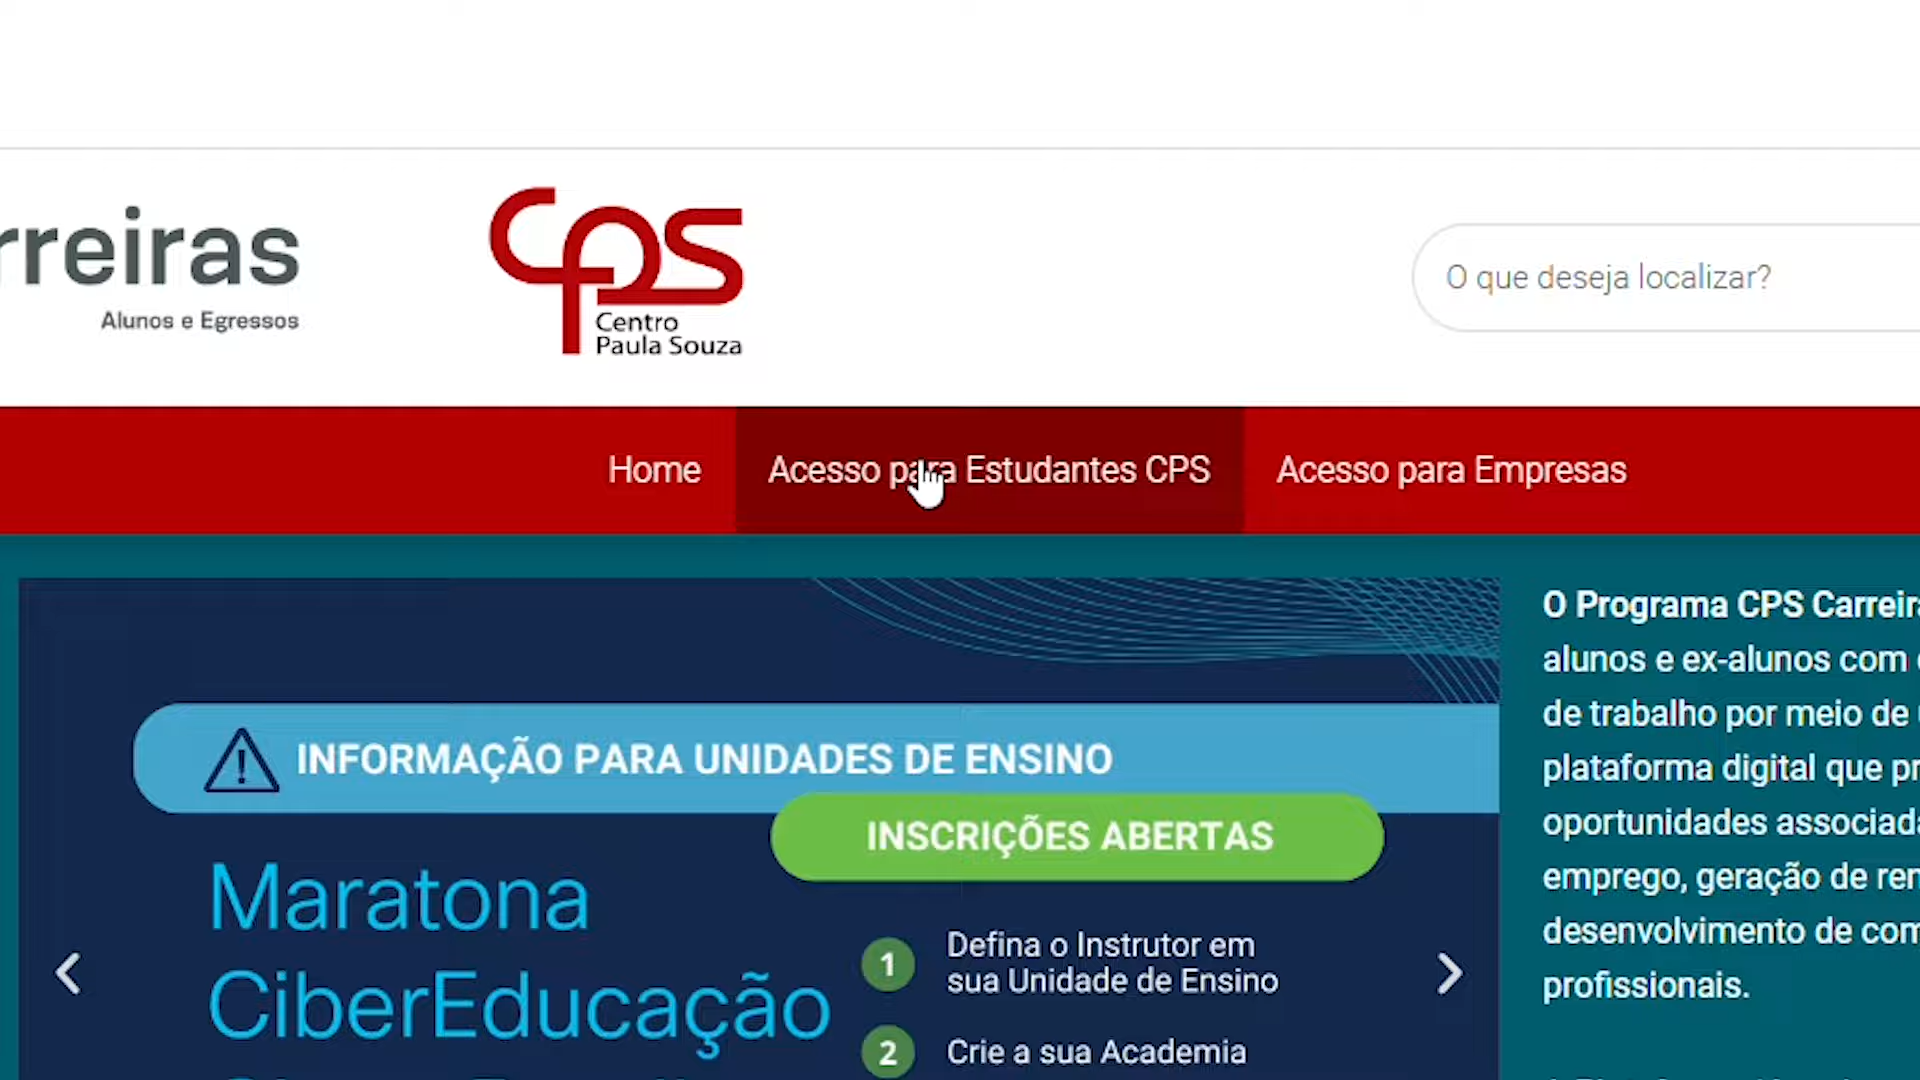 rreiras
Alunos e Egressos
cps
Centro
Paula Souza
O que deseja localizar?
Home
Acesso para Estudantes CPS
Acesso para Empresas
INFORMAÇÃO PARA UNIDADES DE ENSINO
INSCRIÇÕES ABERTAS
Maratona
CiberEducação
1
Defina o Instrutor em
sua Unidade de Ensino
2
Crie a sua Academia
O Programa CPS Carreir
alunos e ex-alunos com
de trabalho por meio de
plataforma digital que pr
oportunidades associad
emprego, geração de ren
desenvolvimento de com
profissionais.